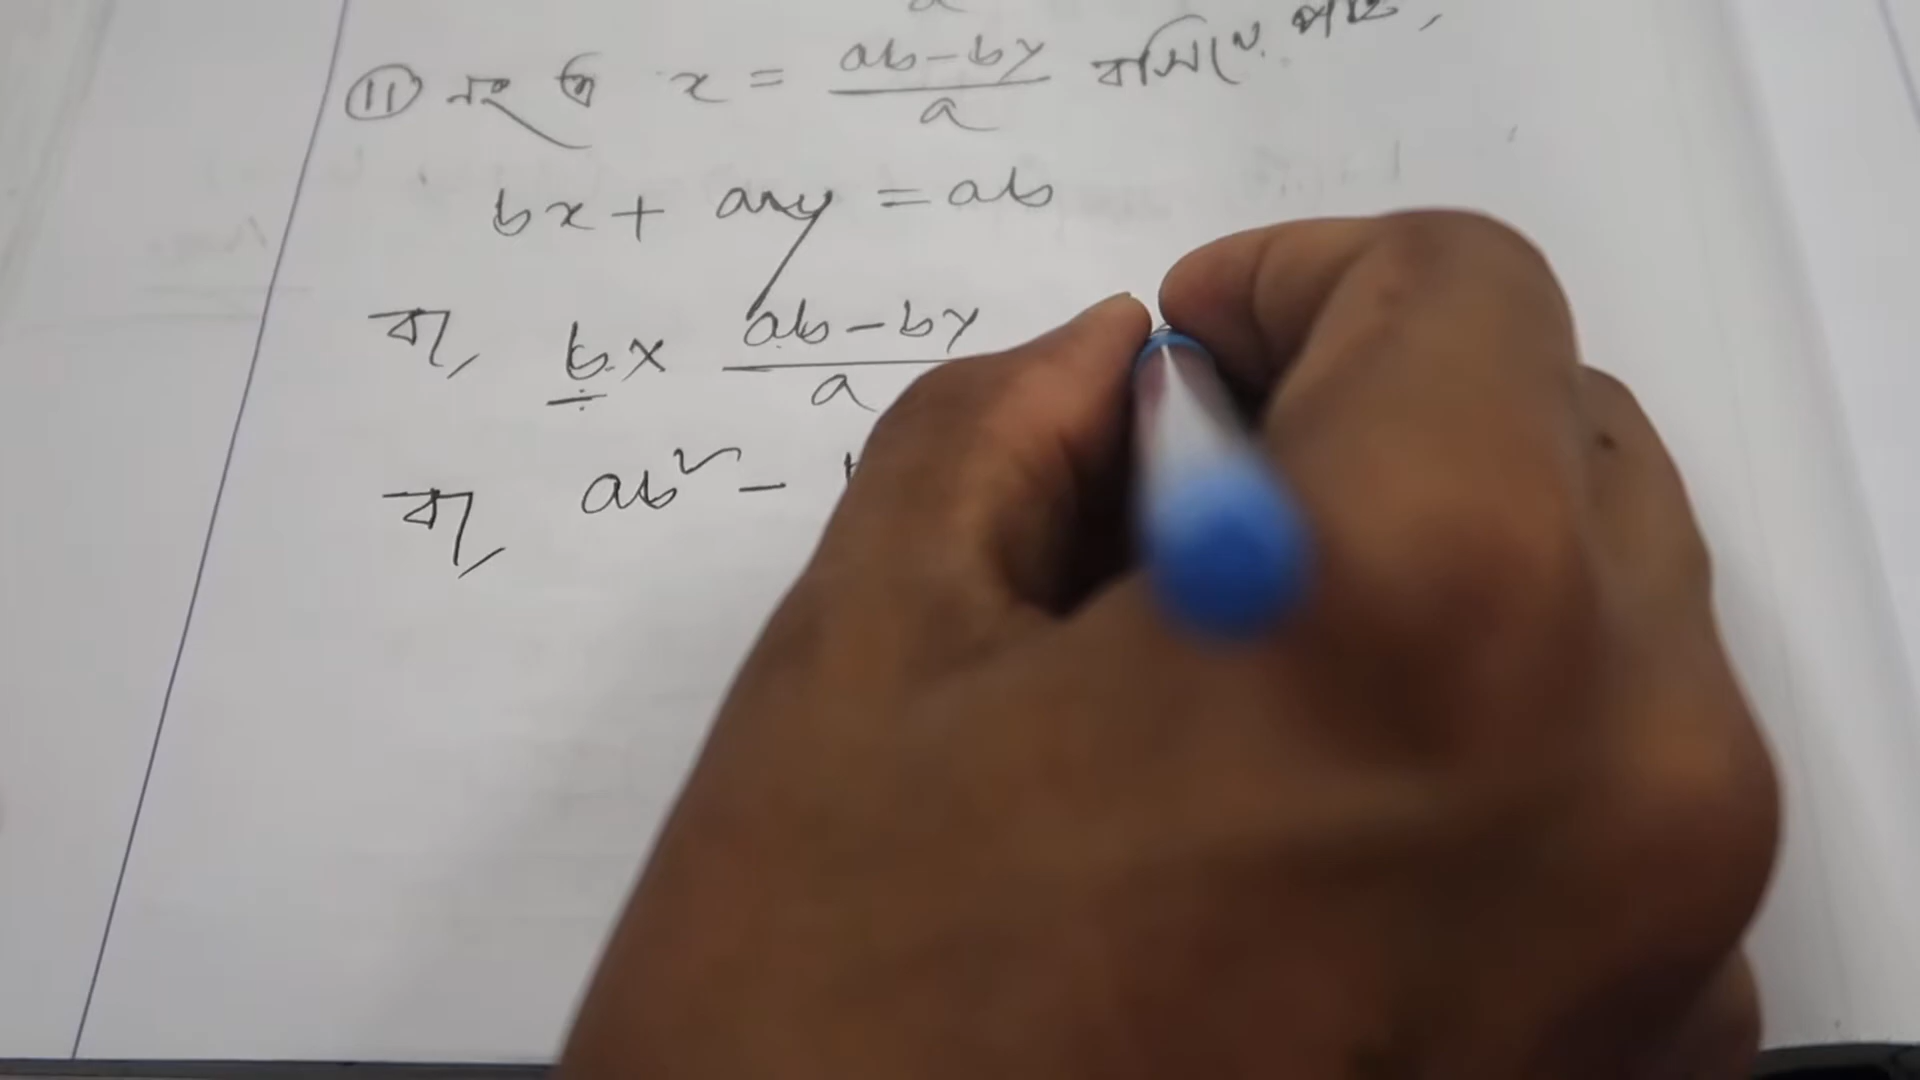 (11) নং এ x = (ab-by)/a বসিয়ে পাই,
bx + ay = ab
বা, b × (ab-by)/a
বা, ab² -